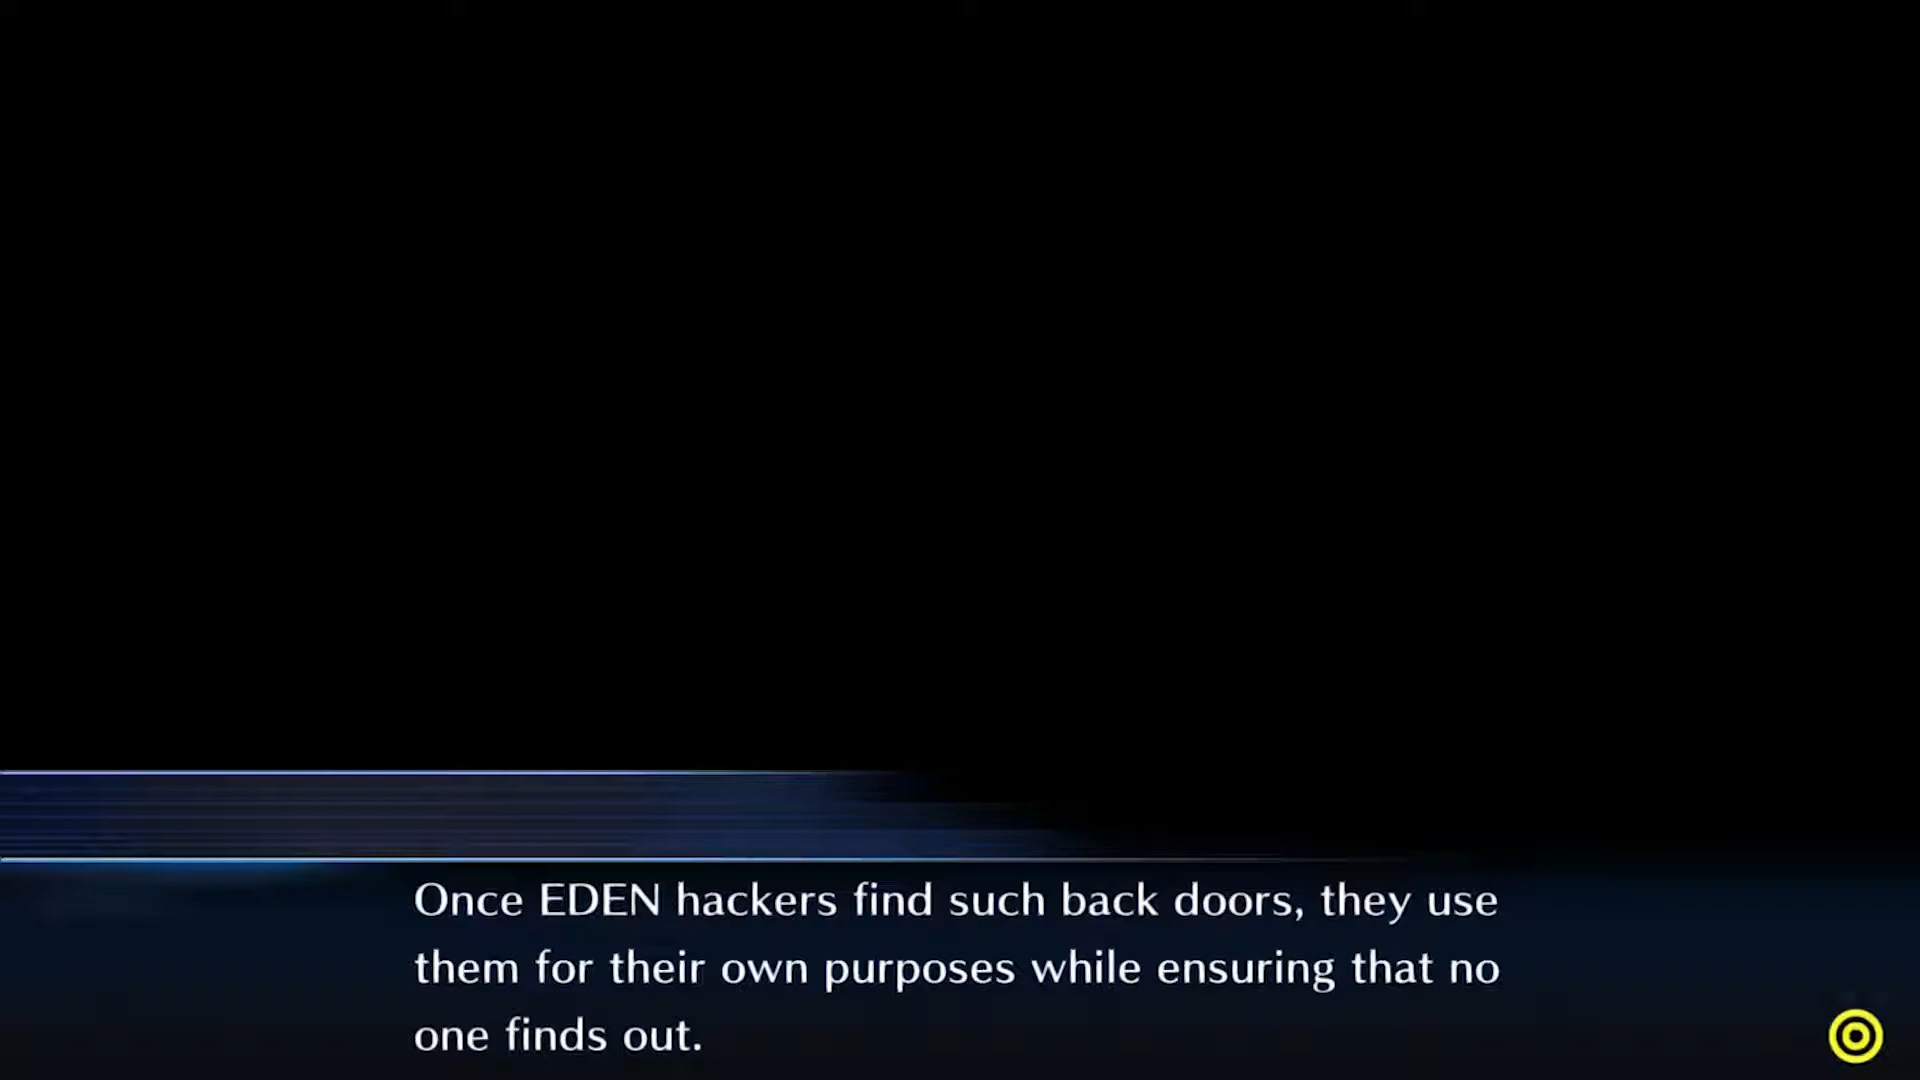 Once EDEN hackers find such back doors, they use
them for their own purposes while ensuring that no
one finds out.